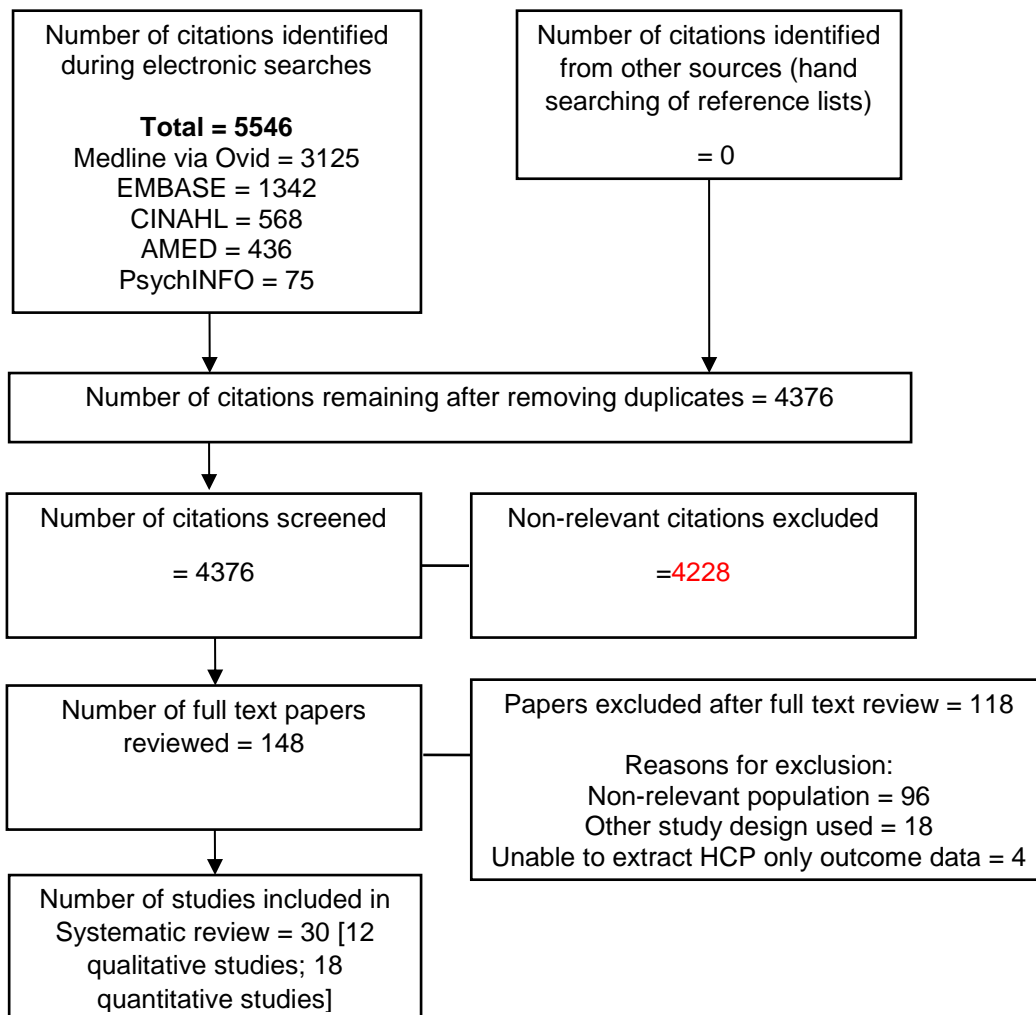 Number of citations identified
during electronic searches
Total = 5546
Medline via Ovid = 3125
EMBASE = 1342
CINAHL = 568
AMED = 436
PsychINFO = 75
Number of citations identified
from other sources (hand
searching of reference lists)
= 0
Number of citations remaining after removing duplicates = 4376
Number of citations screened
= 4376
Non-relevant citations excluded
=4228
Number of full text papers
reviewed = 148
Papers excluded after full text review = 118
Reasons for exclusion:
Non-relevant population = 96
Other study design used = 18
Unable to extract HCP only outcome data = 4
Number of studies included in
Systematic review = 30 [12
qualitative studies; 18
quantitative studies]